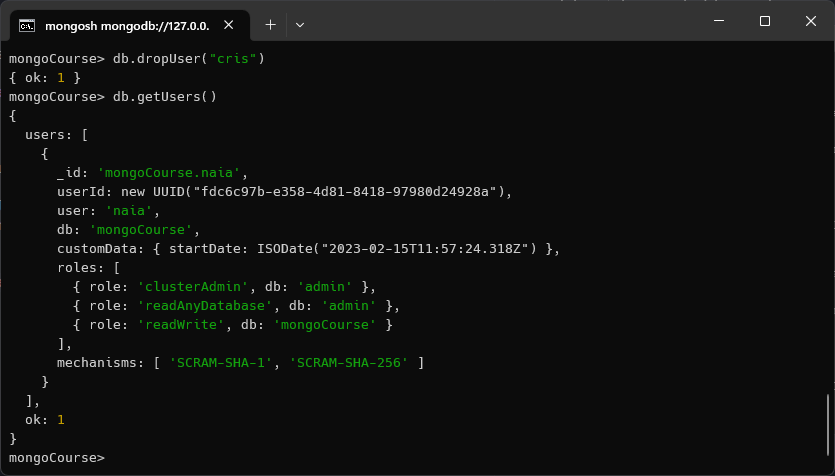 mongosh mongodb://127.0.0.
mongoCourse> db.dropUser("cris")
{ ok: 1 }
mongoCourse> db.getUsers()
{
  users: [
    {
      _id: 'mongoCourse.naia',
      userId: new UUID("fdc6c97b-e358-4d81-8418-97980d24928a"),
      user: 'naia',
      db: 'mongoCourse',
      customData: { startDate: ISODate("2023-02-15T11:57:24.318Z") },
      roles: [
        { role: 'clusterAdmin', db: 'admin' },
        { role: 'readAnyDatabase', db: 'admin' },
        { role: 'readWrite', db: 'mongoCourse' }
      ],
      mechanisms: [ 'SCRAM-SHA-1', 'SCRAM-SHA-256' ]
    }
  ],
  ok: 1
}
mongoCourse>